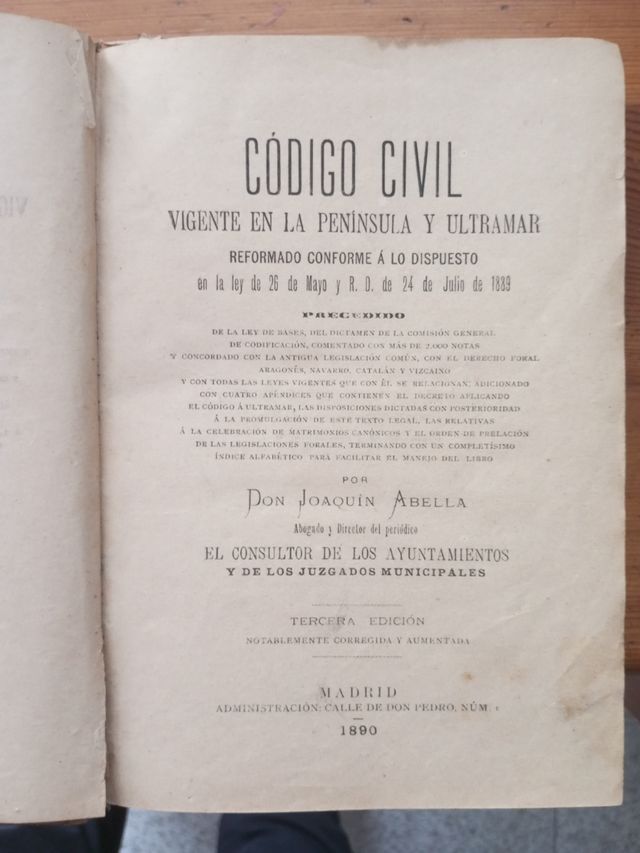 CÓDIGO CIVIL
VIGENTE EN LA PENÍNSULA Y ULTRAMAR
REFORMADO CONFORME Á LO DISPUESTO
en la ley de 26 de Mayo y R. D. de 24 de Julio de 1889
PRECEDIDO
DE LA LEY DE BASES, DEL DICTAMEN DE LA COMISIÓN GENERAL
DE CODIFICACIÓN, COMENTADO CON MÁS DE 2.000 NOTAS
Y CONCORDADO CON LA ANTIGUA LEGISLACIÓN COMÚN, CON EL DERECHO FORAL
ARAGONÉS, NAVARRO, CATALÁN Y VIZCAINO
Y CON TODAS LAS LEYES VIGENTES QUE CON ÉL SE RELACIONAN; ADICIONADO
CON CUATRO APÉNDICES QUE CONTIENEN EL DECRETO APLICANDO
EL CÓDIGO Á ULTRAMAR, LAS DISPOSICIONES DICTADAS CON POSTERIORIDAD
Á LA PROMULGACIÓN DE ESTE TEXTO LEGAL, LAS RELATIVAS
Á LA CELEBRACIÓN DE MATRIMONIOS CANÓNICOS Y EL ORDEN DE PRELACIÓN
DE LAS LEGISLACIONES FORALES, TERMINANDO CON UN COMPLETÍSIMO
ÍNDICE ALFABÉTICO PARA FACILITAR EL MANEJO DEL LIBRO
POR
DON JOAQUÍN ABELLA
Abogado y Director del periódico
EL CONSULTOR DE LOS AYUNTAMIENTOS
Y DE LOS JUZGADOS MUNICIPALES
TERCERA EDICIÓN
NOTABLEMENTE CORREGIDA Y AUMENTADA
MADRID
ADMINISTRACIÓN: CALLE DE DON PEDRO, NÚM. 1
1890